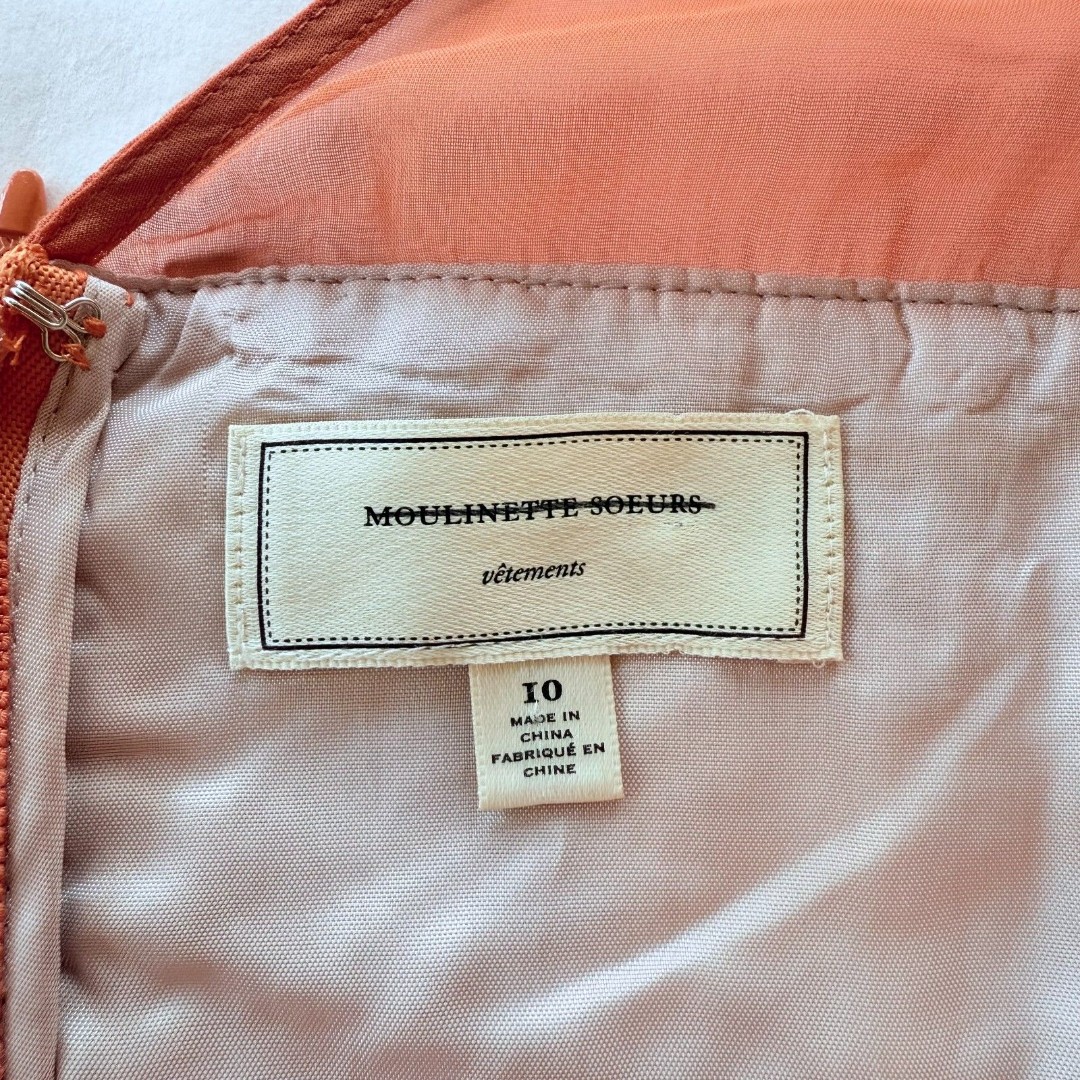 MOULINETTE SOEURS
vêtements
10
MADE IN
CHINA
FABRIQUÉ EN
CHINE